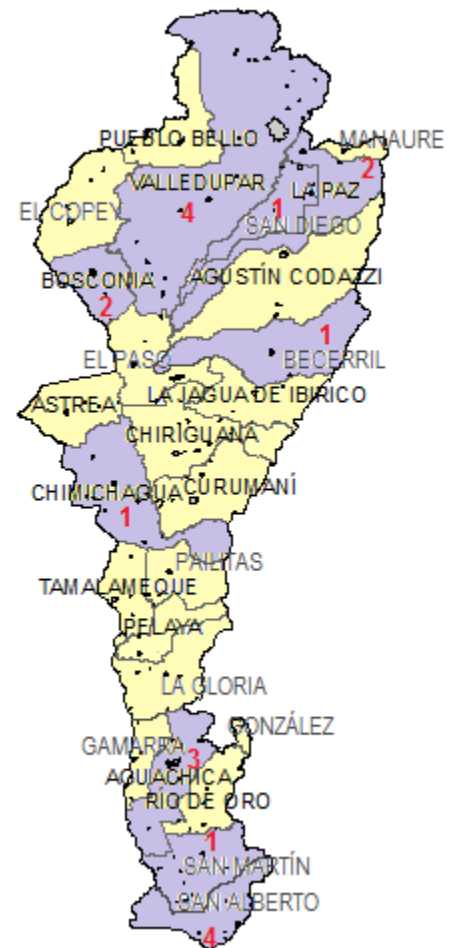 PUEBLO BELLO
MANAURE
2
VALLEDUPAR
LA PAZ
EL COPEY
4
1
SAN DIEGO
BOSCONIA
AGUSTÍN CODAZZI
2
1
EL PASO
BECERRIL
ASTREA
LA JAGUA DE IBIRICO
CHIRIGUANÁ
CHIMICHAGUA
CURUMANÍ
1
PAILITAS
TAMALAMEQUE
PELAYA
LA GLORIA
GONZÁLEZ
GAMARRA
3
AGUACHICA
RÍO DE ORO
1
SAN MARTÍN
SAN ALBERTO
4